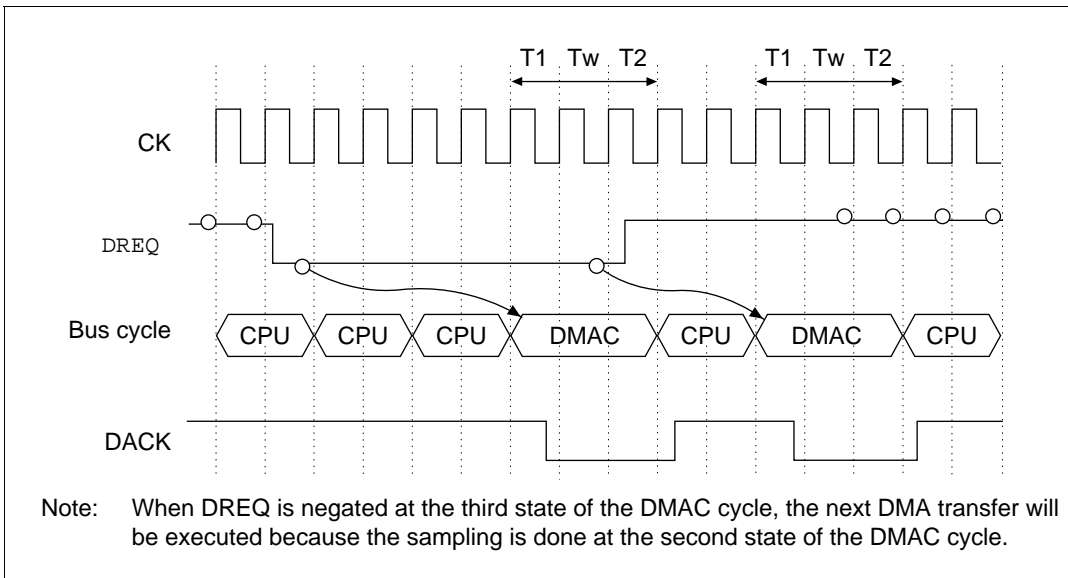 T1 Tw T2 T1 Tw T2
CK
DREQ
Bus cycle CPU CPU CPU DMAC CPU DMAC CPU
DACK
Note: When DREQ is negated at the third state of the DMAC cycle, the next DMA transfer will
be executed because the sampling is done at the second state of the DMAC cycle.